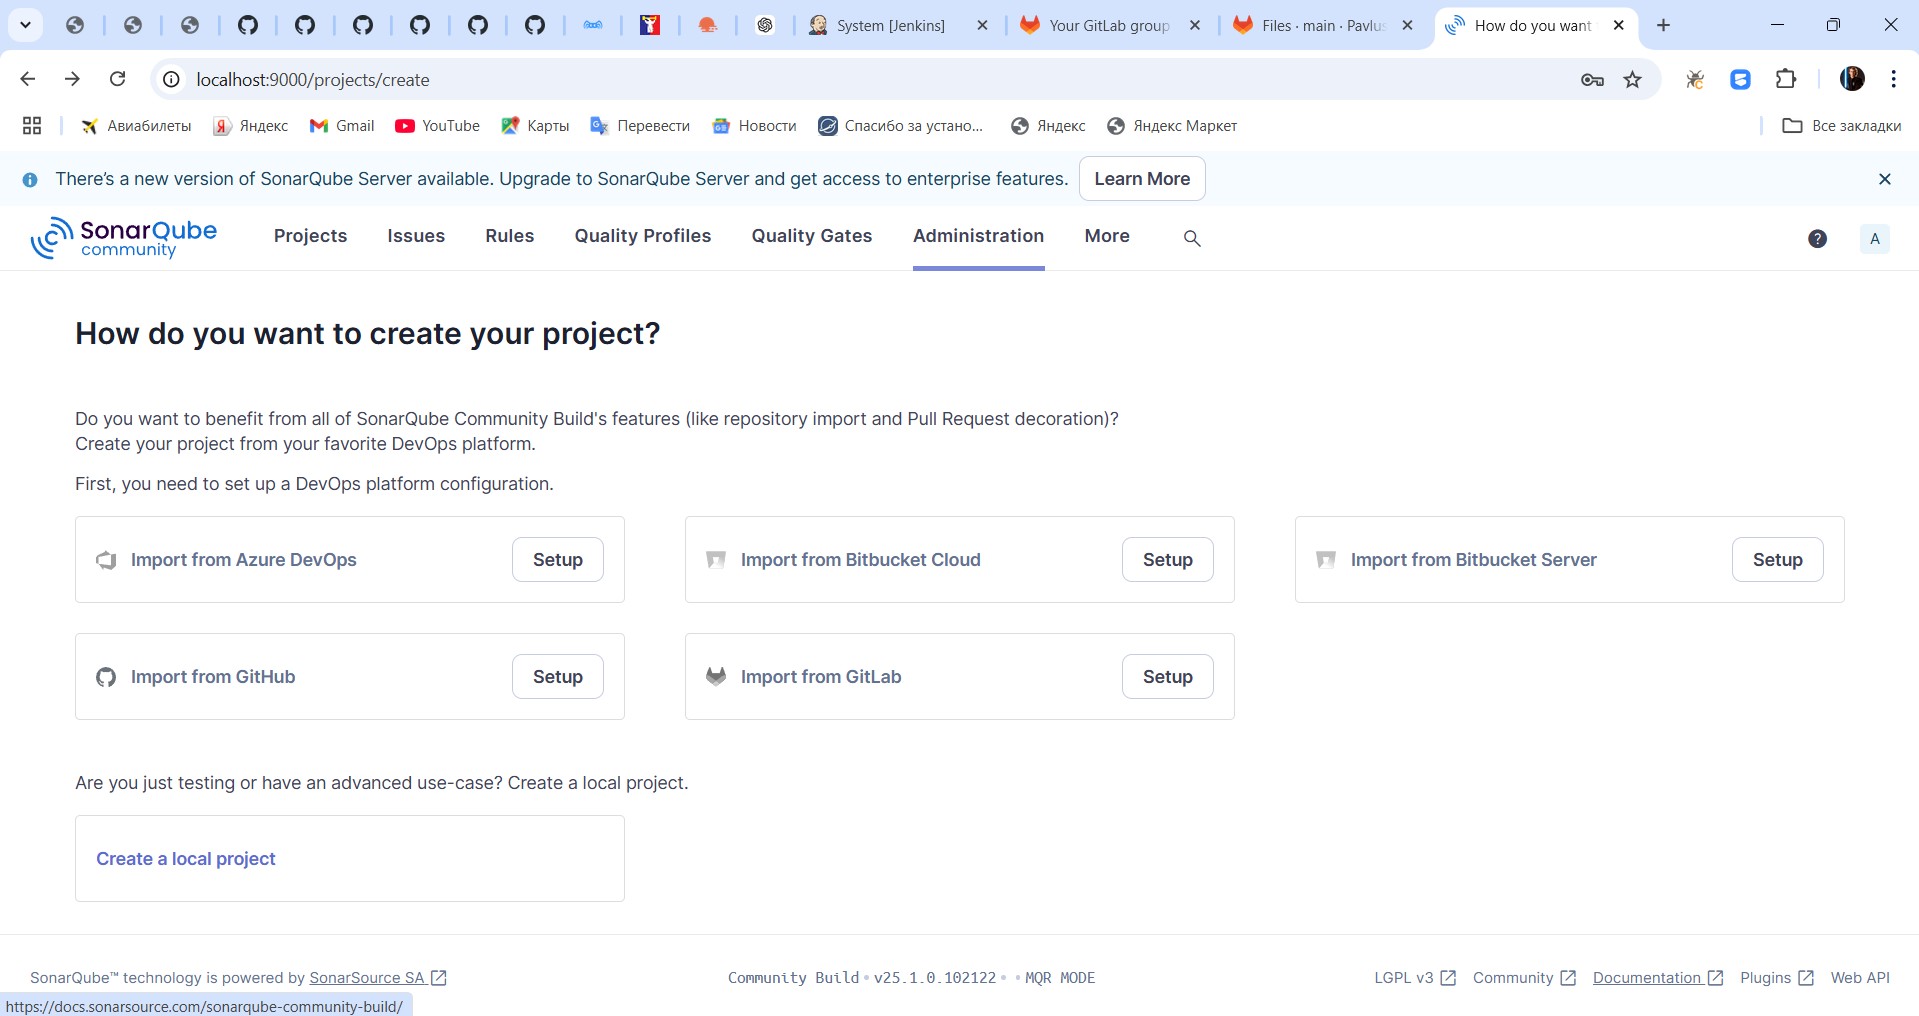 System [Jenkins]
Your GitLab group
Files · main · Pavlus
How do you want
localhost:9000/projects/create
Авиабилеты
Яндекс
Gmail
YouTube
Карты
Перевести
Новости
Спасибо за устано...
Яндекс
Яндекс Маркет
Все закладки
There's a new version of SonarQube Server available. Upgrade to SonarQube Server and get access to enterprise features.
Learn More
SonarQube
community
Projects
Issues
Rules
Quality Profiles
Quality Gates
Administration
More
?
A
How do you want to create your project?
Do you want to benefit from all of SonarQube Community Build's features (like repository import and Pull Request decoration)?
Create your project from your favorite DevOps platform.
First, you need to set up a DevOps platform configuration.
Import from Azure DevOps
Setup
Import from Bitbucket Cloud
Setup
Import from Bitbucket Server
Setup
Import from GitHub
Setup
Import from GitLab
Setup
Are you just testing or have an advanced use-case? Create a local project.
Create a local project
SonarQube™ technology is powered by SonarSource SA
Community Build • v25.1.0.102122 • • MQR MODE
LGPL v3
Community
Documentation
Plugins
Web API
https://docs.sonarsource.com/sonarqube-community-build/